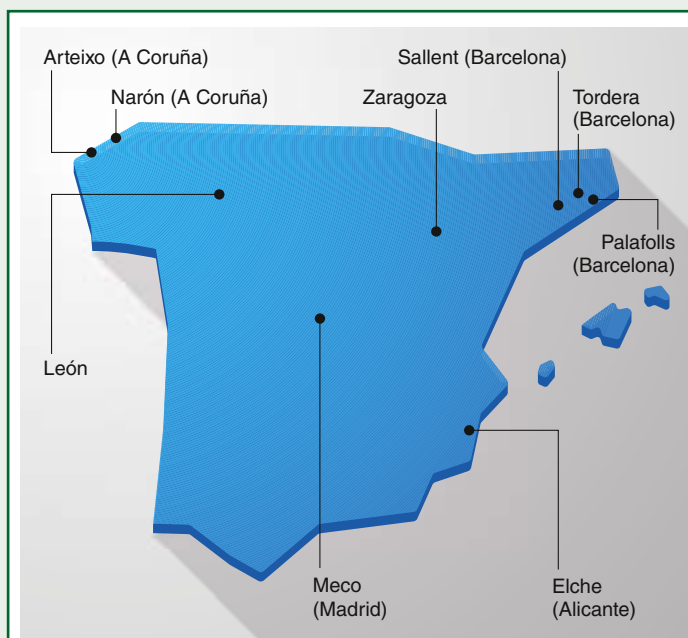 Arteixo (A Coruña)
Narón (A Coruña)
Sallent (Barcelona)
Zaragoza
Tordera
(Barcelona)
Palafolls
(Barcelona)
León
Meco
(Madrid)
Elche
(Alicante)